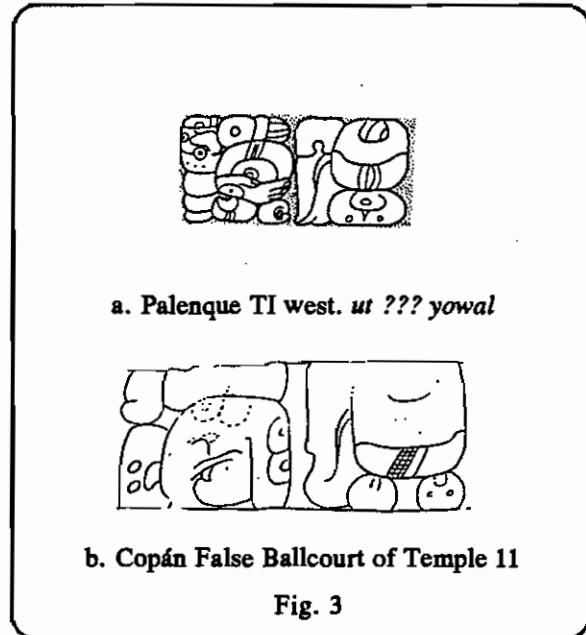 a. Palenque TI west. ut ??? yowal
b. Copán False Ballcourt of Temple 11
Fig. 3